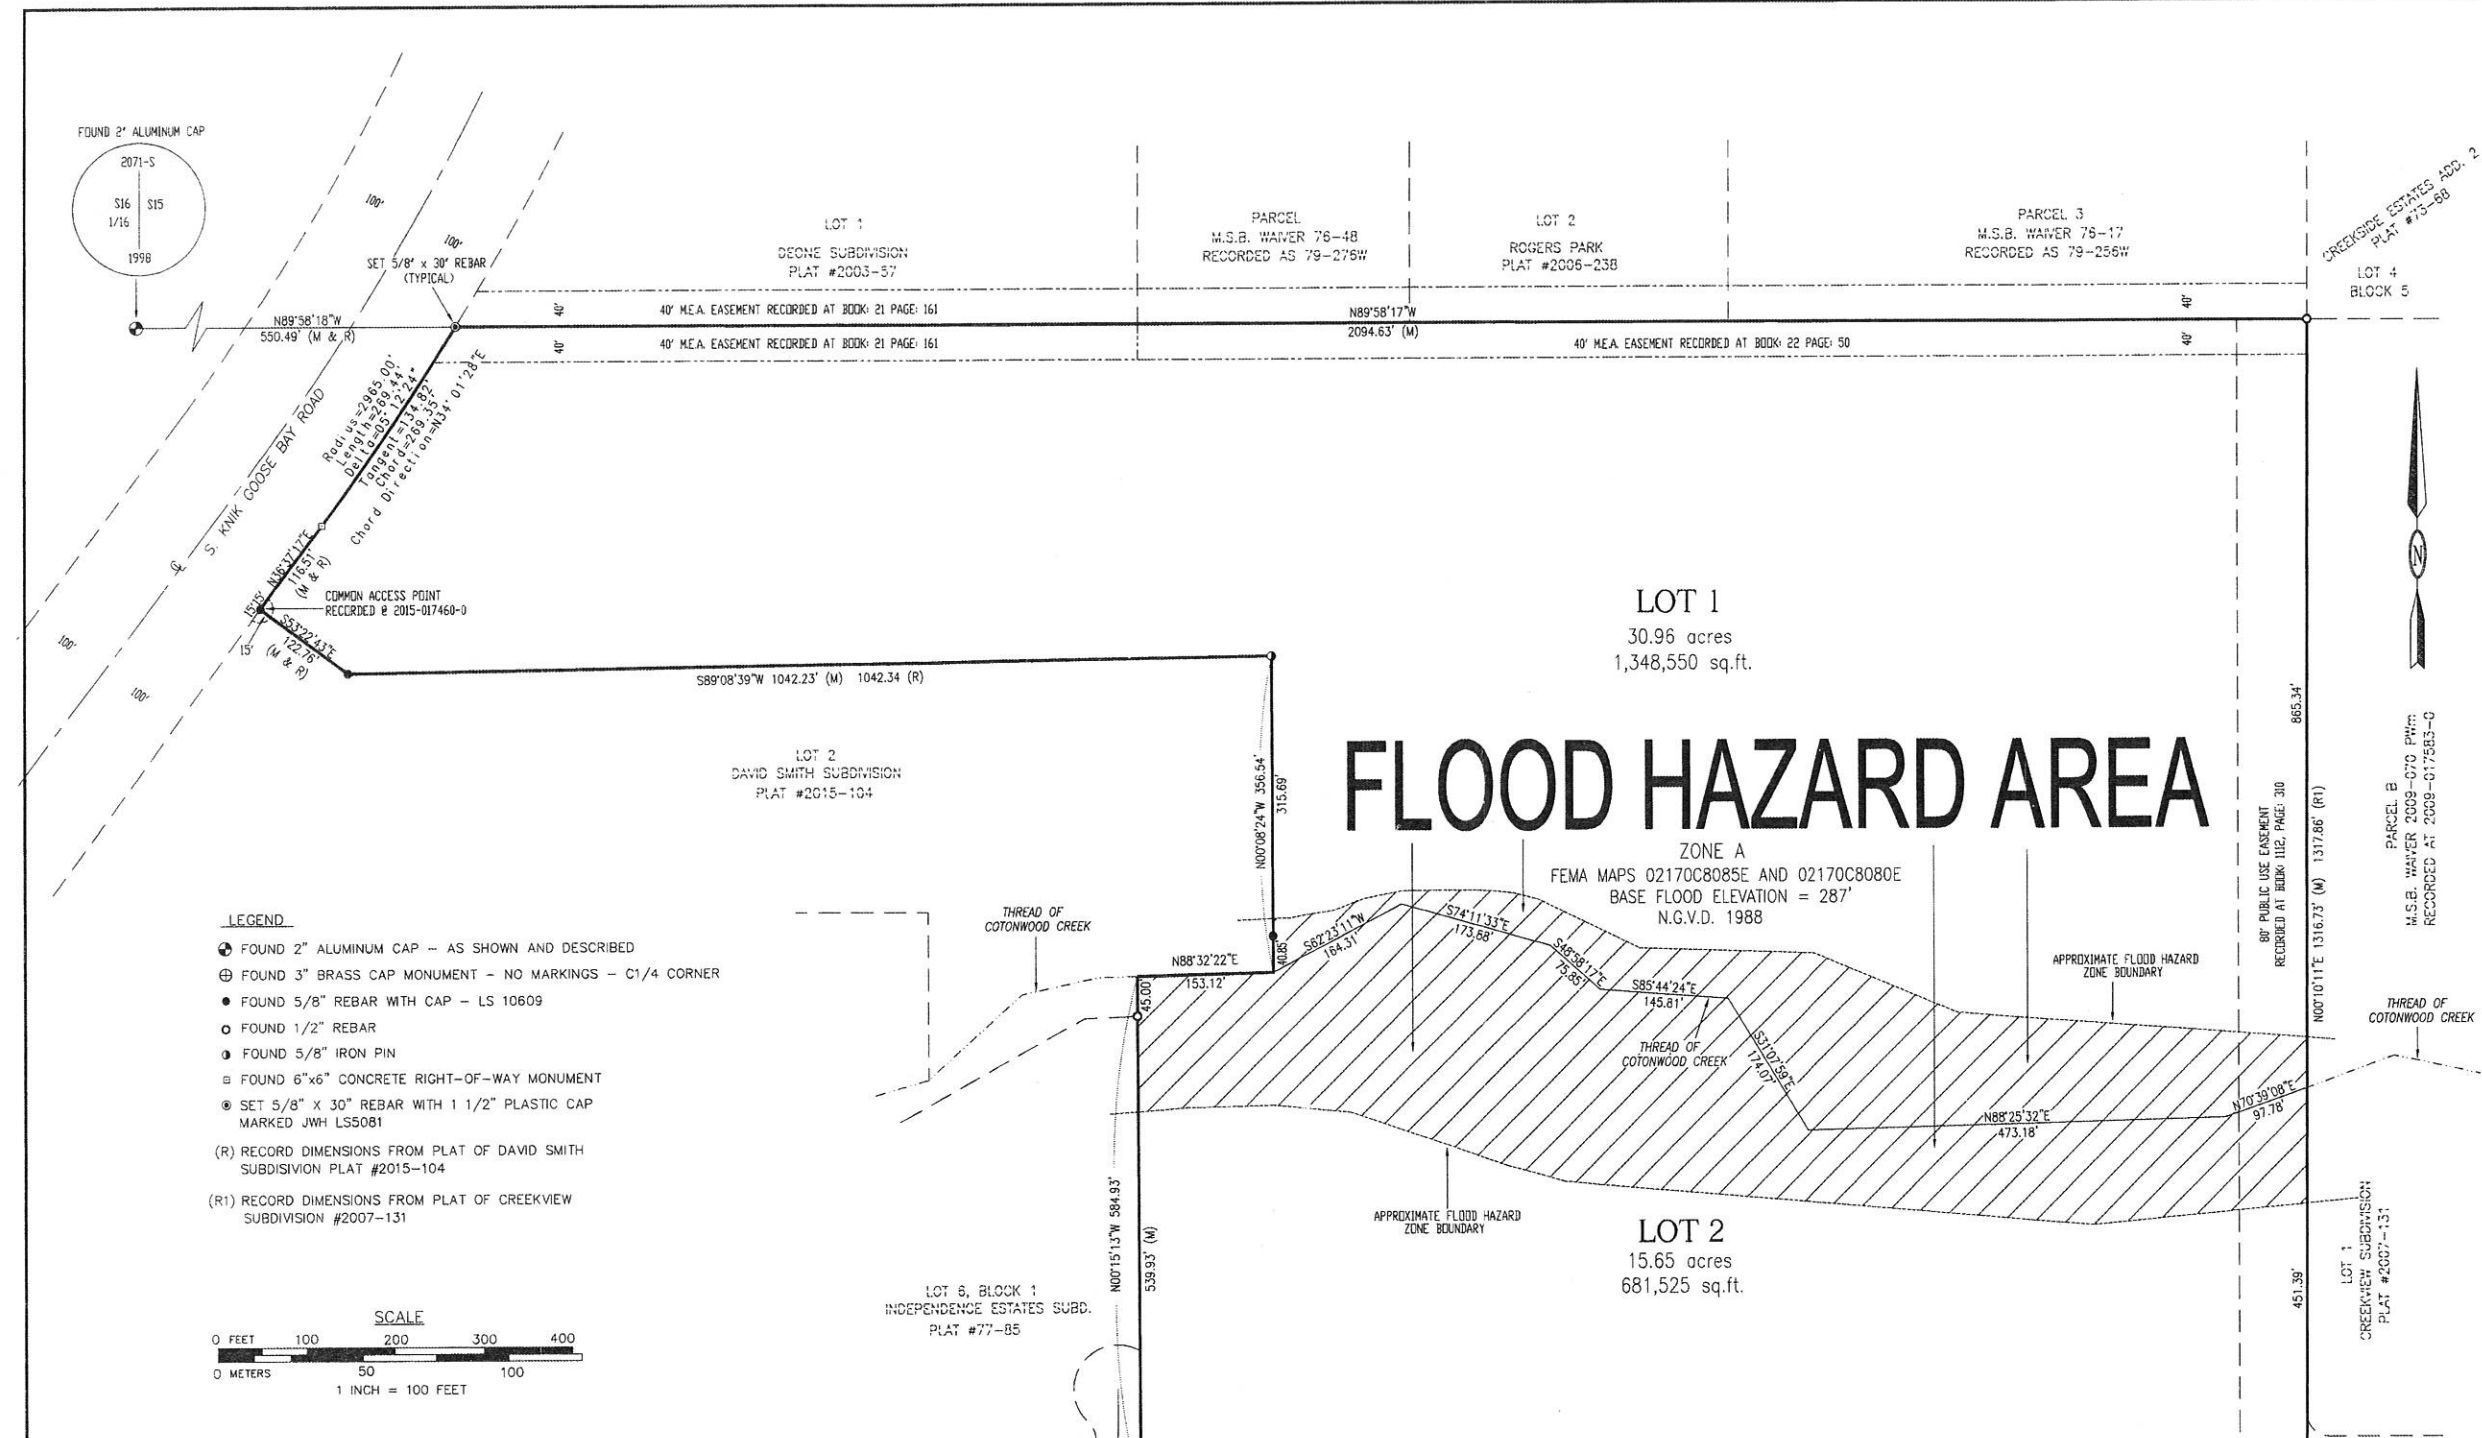 FOUND 2" ALUMINUM CAP
2071-S
S16 S15
1/16
1998
100'
100'
SET 5/8" x 30" REBAR
(TYPICAL)
N89°58'18"W
550.49' (M & R)
LOT 1
DEONE SUBDIVISION
PLAT #2003-57
PARCEL
M.S.B. WAIVER 76-48
RECORDED AS 79-276W
LOT 2
ROGERS PARK
PLAT #2006-238
PARCEL 3
M.S.B. WAIVER 76-17
RECORDED AS 79-256W
CREEKSIDE ESTATES ADD. 2
PLAT #73-68
LOT 4
BLOCK 5
40'
40' M.E.A. EASEMENT RECORDED AT BOOK: 21 PAGE: 161
N89°58'17"W
40'
2094.63' (M)
40'
40' M.E.A. EASEMENT RECORDED AT BOOK: 21 PAGE: 161
40' M.E.A. EASEMENT RECORDED AT BOOK: 22 PAGE: 50
40'
Radius=2965.00'
Length=269.44'
Delta=05° 12'24"
Tangent=134.82'
Chord=269.35'
Chord Direction=N34° 01'28"E
S. KNIK GOOSE BAY ROAD
N36°37'17"E
116.51'
(M & R)
15'
15'
COMMON ACCESS POINT
RECORDED @ 2015-017460-0
S53°22'43"E
122.76'
(M & R)
15'
100'
100'
S89°08'39"W 1042.23' (M) 1042.34 (R)
LOT 1
30.96 acres
1,348,550 sq.ft.
N
LOT 2
DAVID SMITH SUBDIVISION
PLAT #2015-104
N00°08'24"W 356.54'
315.69'
FLOOD HAZARD AREA
ZONE A
FEMA MAPS 02170C8085E AND 02170C8080E
BASE FLOOD ELEVATION = 287'
N.G.V.D. 1988
865.34'
80' PUBLIC USE EASEMENT
RECORDED AT BOOK: 1112, PAGE: 310
N00°10'11"E 1316.73' (M) 1317.86' (R1)
PARCEL B
M.S.B. WAIVER 2009-070 PWm
RECORDED AT 2009-017583-0
LEGEND
FOUND 2" ALUMINUM CAP – AS SHOWN AND DESCRIBED
FOUND 3" BRASS CAP MONUMENT – NO MARKINGS – C1/4 CORNER
FOUND 5/8" REBAR WITH CAP – LS 10609
FOUND 1/2" REBAR
FOUND 5/8" IRON PIN
FOUND 6"x6" CONCRETE RIGHT-OF-WAY MONUMENT
SET 5/8" X 30" REBAR WITH 1 1/2" PLASTIC CAP
MARKED JWH LS5081
(R) RECORD DIMENSIONS FROM PLAT OF DAVID SMITH
SUBDISIVION PLAT #2015-104
(R1) RECORD DIMENSIONS FROM PLAT OF CREEKVIEW
SUBDIVISION #2007-131
THREAD OF
COTONWOOD CREEK
N88°32'22"E
153.12'
45.00'
40.85'
S62°23'11"W
164.31'
S74°11'33"E
173.68'
S48°58'17"E
75.85'
S85°44'24"E
145.81'
THREAD OF
COTONWOOD CREEK
S31°07'59"E
174.07'
N88°25'32"E
473.18'
N70°39'08"E
97.78'
APPROXIMATE FLOOD HAZARD
ZONE BOUNDARY
THREAD OF
COTONWOOD CREEK
APPROXIMATE FLOOD HAZARD
ZONE BOUNDARY
N00°15'13"W 584.93'
539.93' (M)
LOT 2
15.65 acres
681,525 sq.ft.
LOT 6, BLOCK 1
INDEPENDENCE ESTATES SUBD.
PLAT #77-85
451.39'
LOT 1
CREEKVIEW SUBDIVISION
PLAT #2007-131
SCALE
0 FEET 100 200 300 400
0 METERS 50 100
1 INCH = 100 FEET